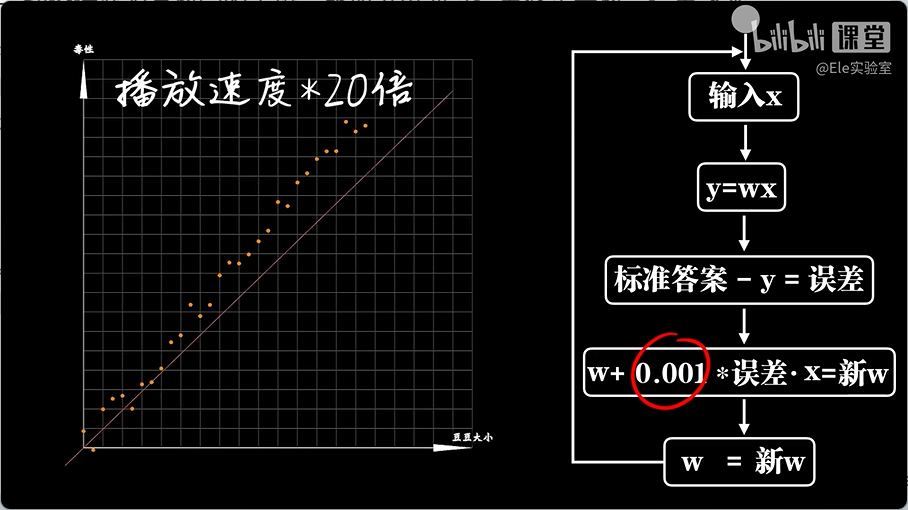 毒性
播放速度*20倍
豆豆大小
bilibili 课堂
@Ele实验室
输入x
y=wx
标准答案 - y = 误差
w+ 0.001 *误差·x=新w
w = 新w